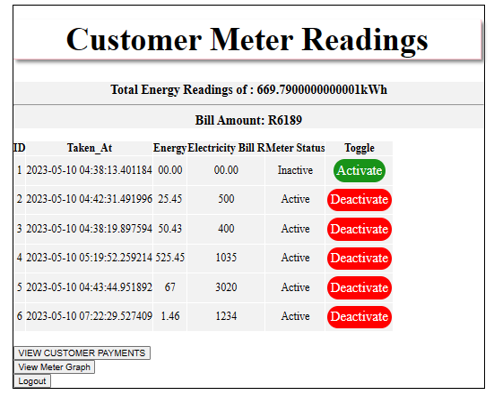 Customer Meter Readings
Total Energy Readings of : 669.7900000000001kWh
Bill Amount: R6189
ID Taken_At Energy Electricity Bill R Meter Status Toggle
1 2023-05-10 04:38:13.401184 00.00 00.00 Inactive Activate
2 2023-05-10 04:42:31.491996 25.45 500 Active Deactivate
3 2023-05-10 04:38:19.897594 50.43 400 Active Deactivate
4 2023-05-10 05:19:52.259214 525.45 1035 Active Deactivate
5 2023-05-10 04:43:44.951892 67 3020 Active Deactivate
6 2023-05-10 07:22:29.527409 1.46 1234 Active Deactivate
VIEW CUSTOMER PAYMENTS
View Meter Graph
Logout